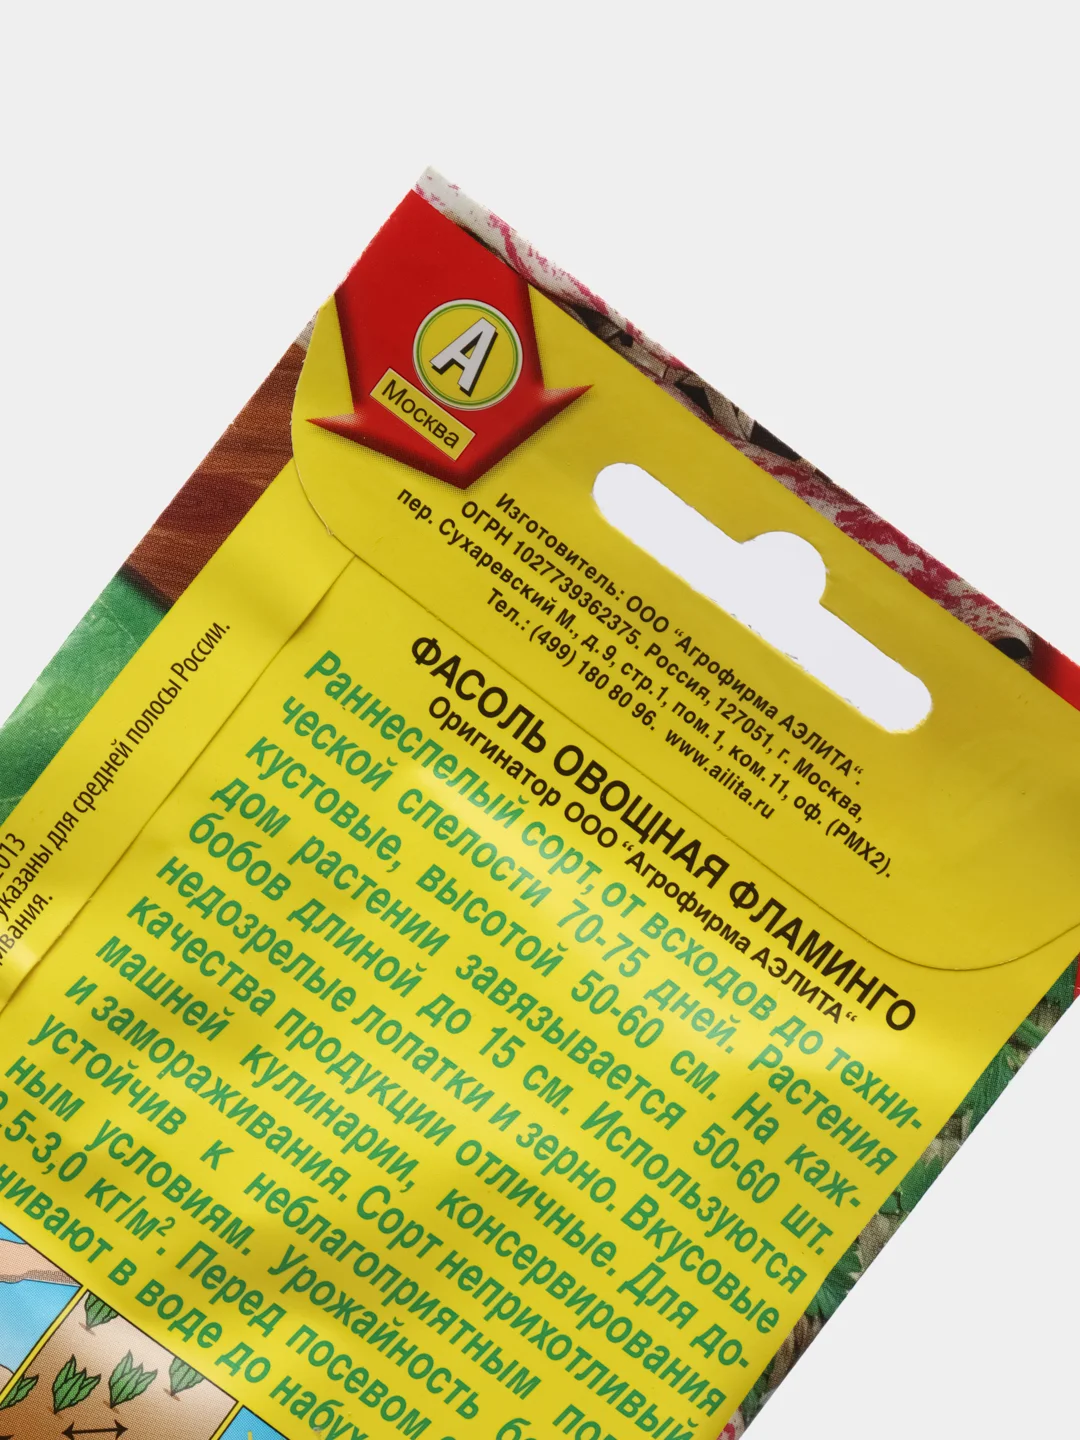 А
Москва
Изготовитель: ООО “Агрофирма АЭЛИТА“.
ОГРН 1027739362375. Россия, 127051, г. Москва,
пер. Сухаревский М., д. 9, стр.1, пом.1, ком.11, оф. (РМХ2).
Тел.: (499) 180 80 96. www.ailita.ru
ФАСОЛЬ ОВОЩНАЯ ФЛАМИНГО
Оригинатор ООО “Агрофирма АЭЛИТА“
Раннеспелый сорт, от всходов до техни-
ческой спелости 70-75 дней. Растения
кустовые, высотой 50-60 см. На каж-
дом растении завязывается 50-60 шт.
бобов длиной до 15 см. Используются
недозрелые лопатки и зерно. Вкусовые
качества продукции отличные. Для до-
машней кулинарии, консервирования
и замораживания. Сорт неприхотливый
устойчив к неблагоприятным
ным условиям. Урожайность
2,5-3,0 кг/м². Перед посевом
в воде до
2013
указаны для средней полосы России.